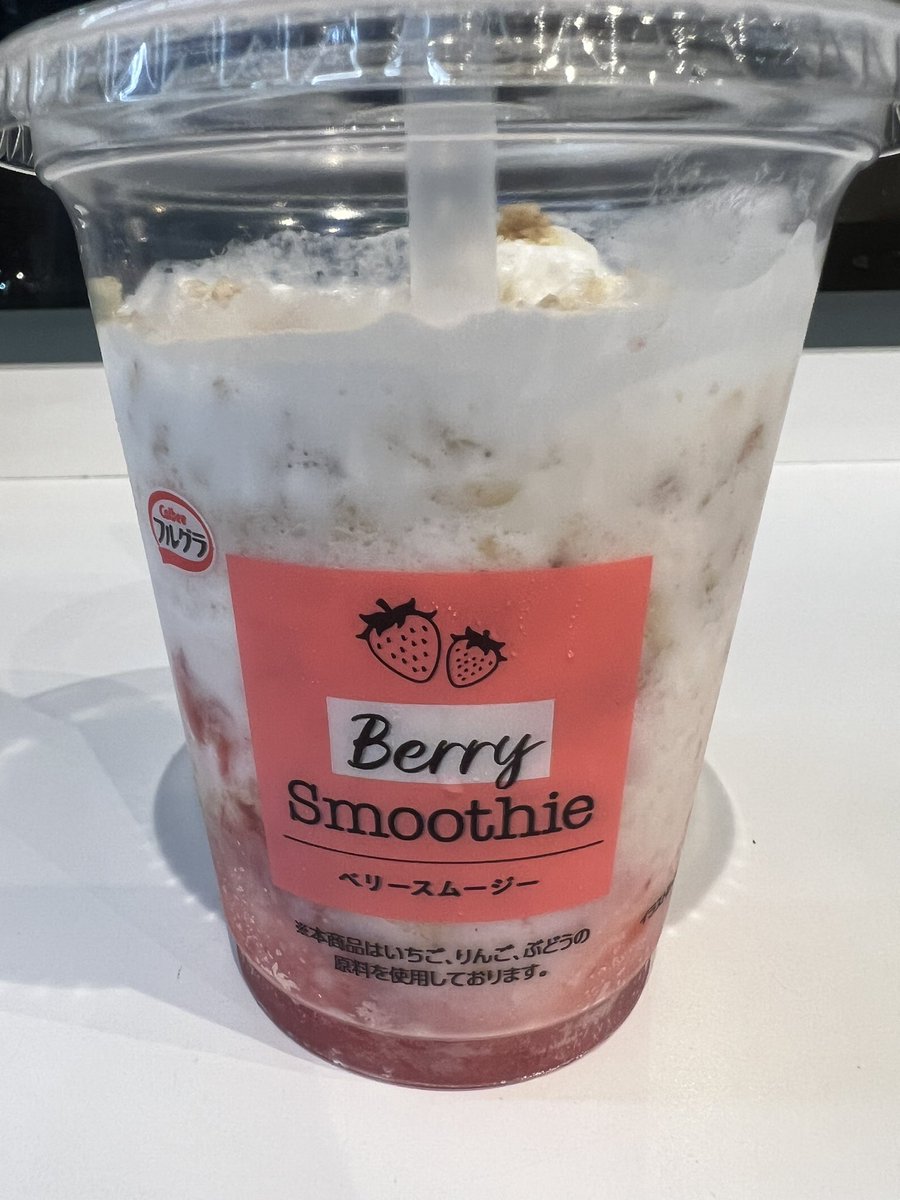 Calbee
フルグラ
Berry
Smoothie
ベリースムージー
※本商品はいちご、りんご、ぶどうの
原料を使用しております。